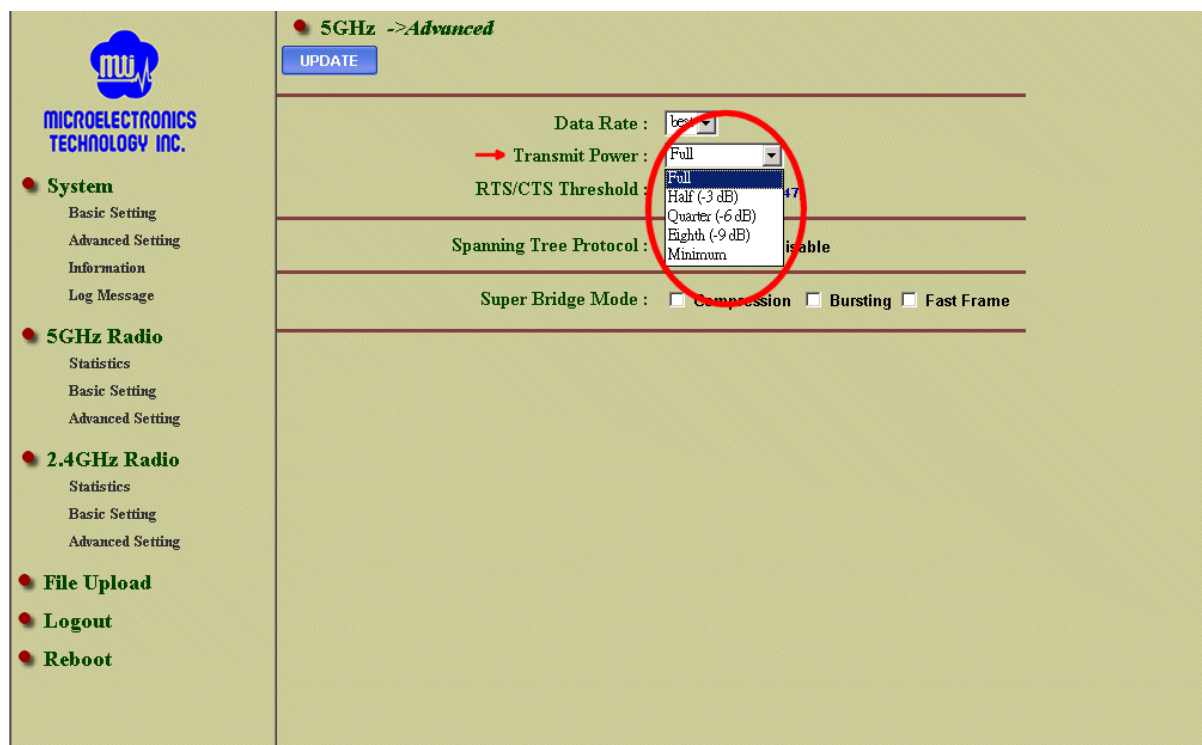 mti
MICROELECTRONICS
TECHNOLOGY INC.
System
Basic Setting
Advanced Setting
Information
Log Message
5GHz Radio
Statistics
Basic Setting
Advanced Setting
2.4GHz Radio
Statistics
Basic Setting
Advanced Setting
File Upload
Logout
Reboot
5GHz ->Advanced
UPDATE
Data Rate : best
Transmit Power : Full
Full
Half (-3 dB)
Quarter (-6 dB)
Eighth (-9 dB)
Minimum
RTS/CTS Threshold :
Spanning Tree Protocol :
Super Bridge Mode : Compression Bursting Fast Frame